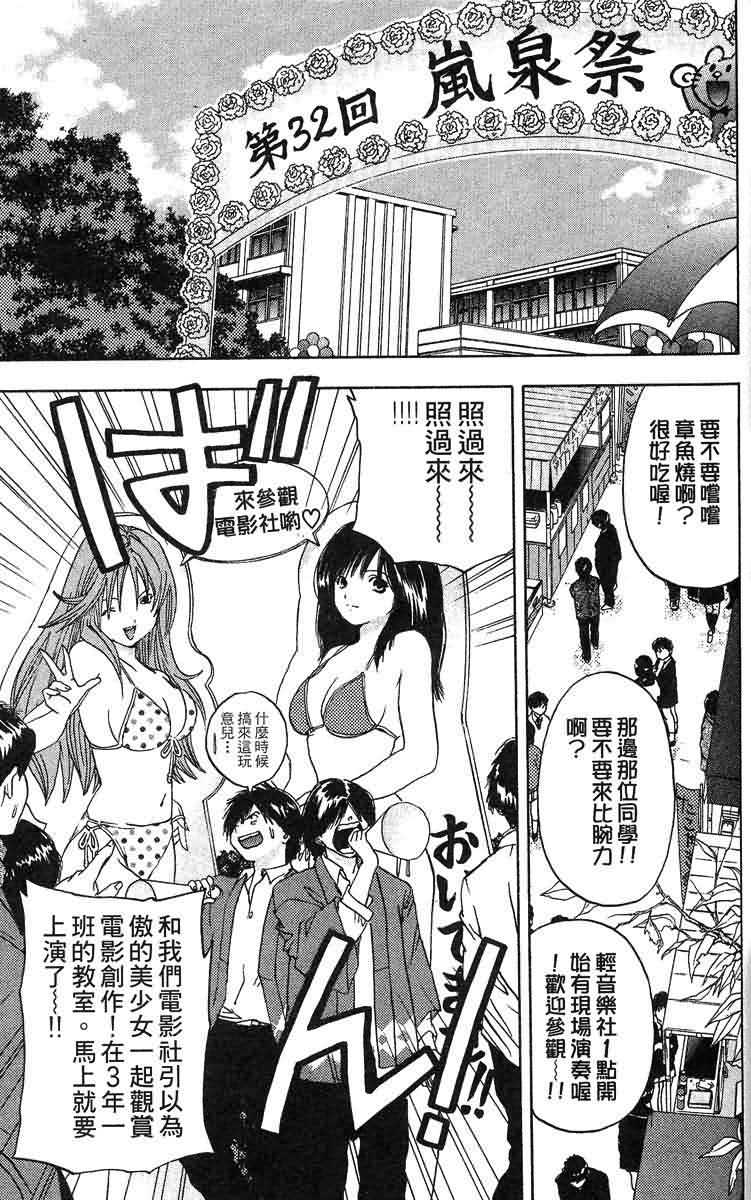 第32回 嵐泉祭
要不要嚐嚐
章魚燒啊?
很好吃喔!
那邊那位同學!!
要不要來比腕力
啊?
輕音樂社1點開
始有現場演奏喔
!歡迎參觀～!!
照過來～
照過來～
!!!!
ばーん!
來參觀
電影社喲♡
什麼時候
搞來這玩
意兒…
おいでませ
和我們電影社引以為
傲的美少女一起觀賞
電影創作!在3年一
班的教室。馬上就要
上演了～!!